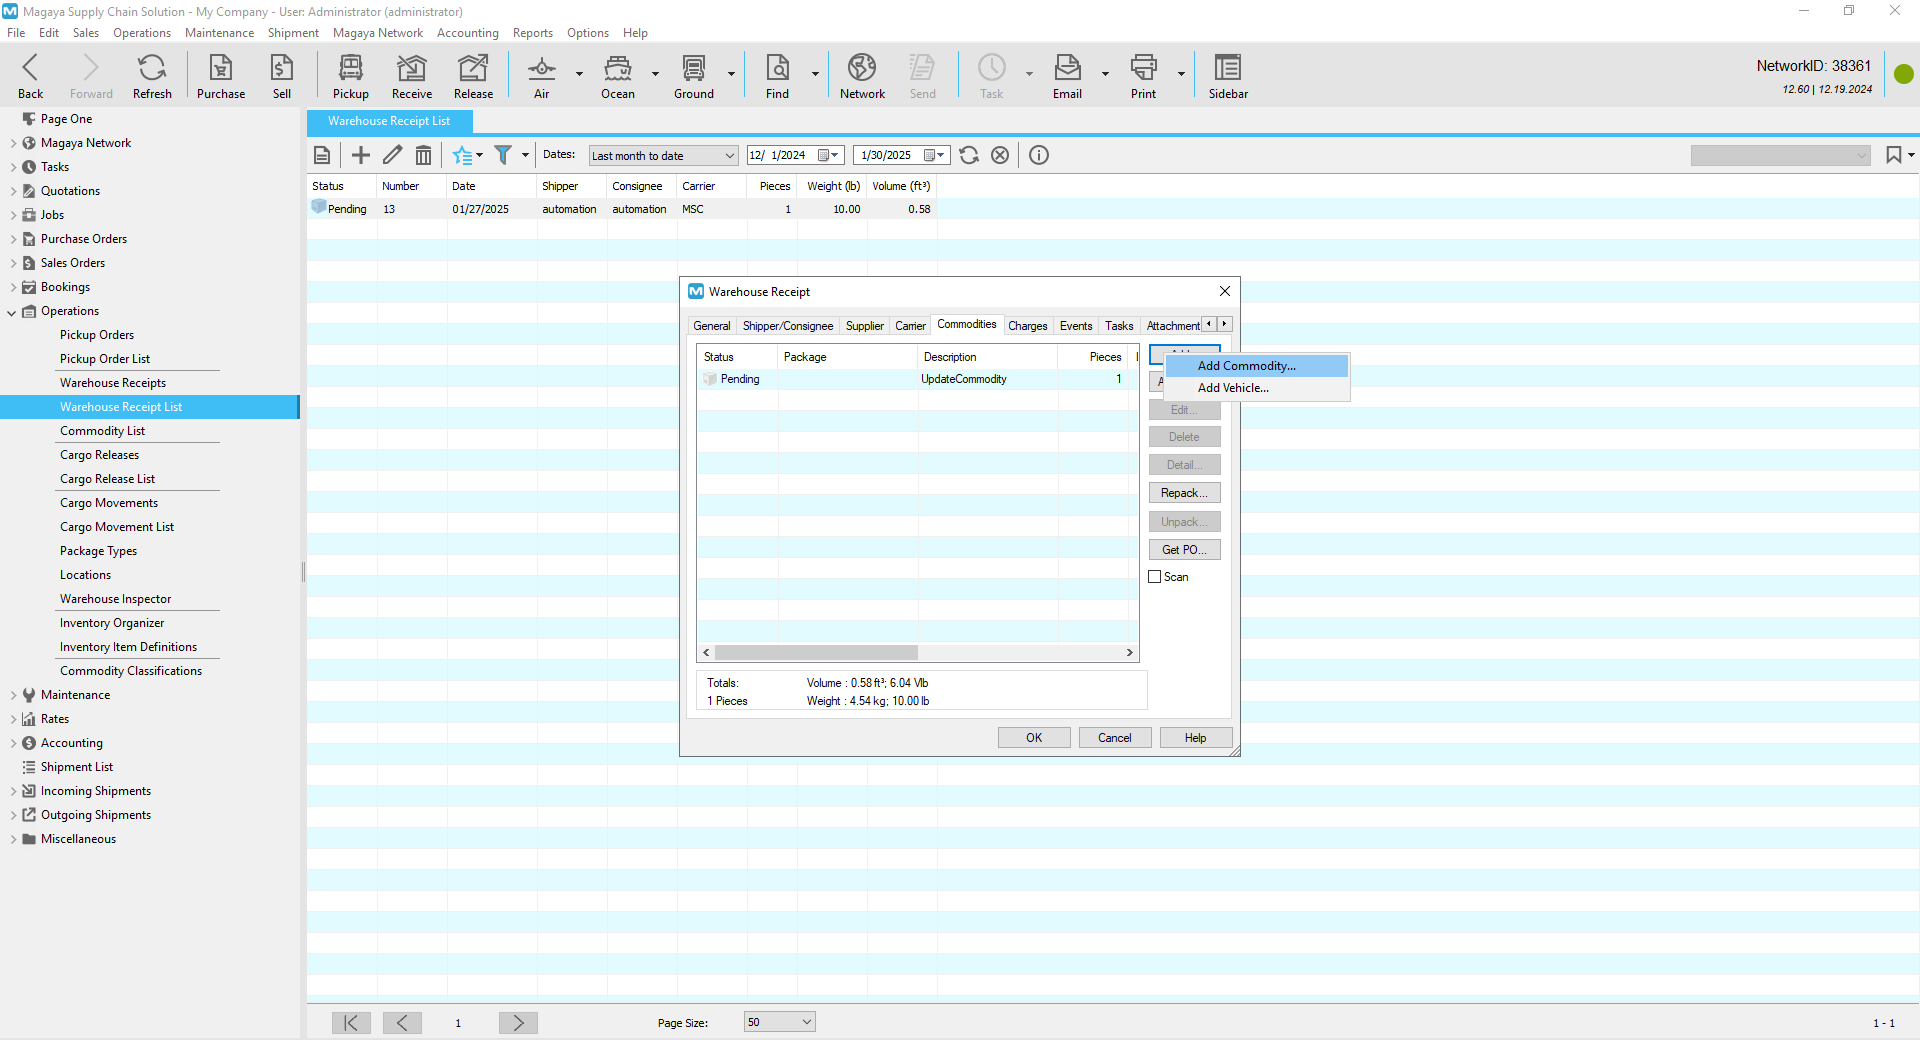 Magaya Supply Chain Solution - My Company - User: Administrator (administrator)
File Edit Sales Operations Maintenance Shipment Magaya Network Accounting Reports Options Help
Back Forward Refresh Purchase Sell Pickup Receive Release Air Ocean Ground Find Network Send Task Email Print Sidebar
NetworkID: 38361
12.60 | 12.19.2024
Page One
Magaya Network
Tasks
Quotations
Jobs
Purchase Orders
Sales Orders
Bookings
Operations
Pickup Orders
Pickup Order List
Warehouse Receipts
Warehouse Receipt List
Commodity List
Cargo Releases
Cargo Release List
Cargo Movements
Cargo Movement List
Package Types
Locations
Warehouse Inspector
Inventory Organizer
Inventory Item Definitions
Commodity Classifications
Maintenance
Rates
Accounting
Shipment List
Incoming Shipments
Outgoing Shipments
Miscellaneous
Warehouse Receipt List
Dates: Last month to date 12/ 1/2024 1/30/2025
Status Number Date Shipper Consignee Carrier Pieces Weight (lb) Volume (ft³)
Pending 13 01/27/2025 automation automation MSC 1 10.00 0.58
Warehouse Receipt
General Shipper/Consignee Supplier Carrier Commodities Charges Events Tasks Attachment
Status Package Description Pieces
Pending UpdateCommodity 1
Add Commodity...
Add Vehicle...
Edit...
Delete
Detail...
Repack...
Unpack...
Get PO...
Scan
Totals: Volume : 0.58 ft³; 6.04 Vlb
1 Pieces Weight : 4.54 kg; 10.00 lb
OK Cancel Help
1 Page Size: 50 1 - 1